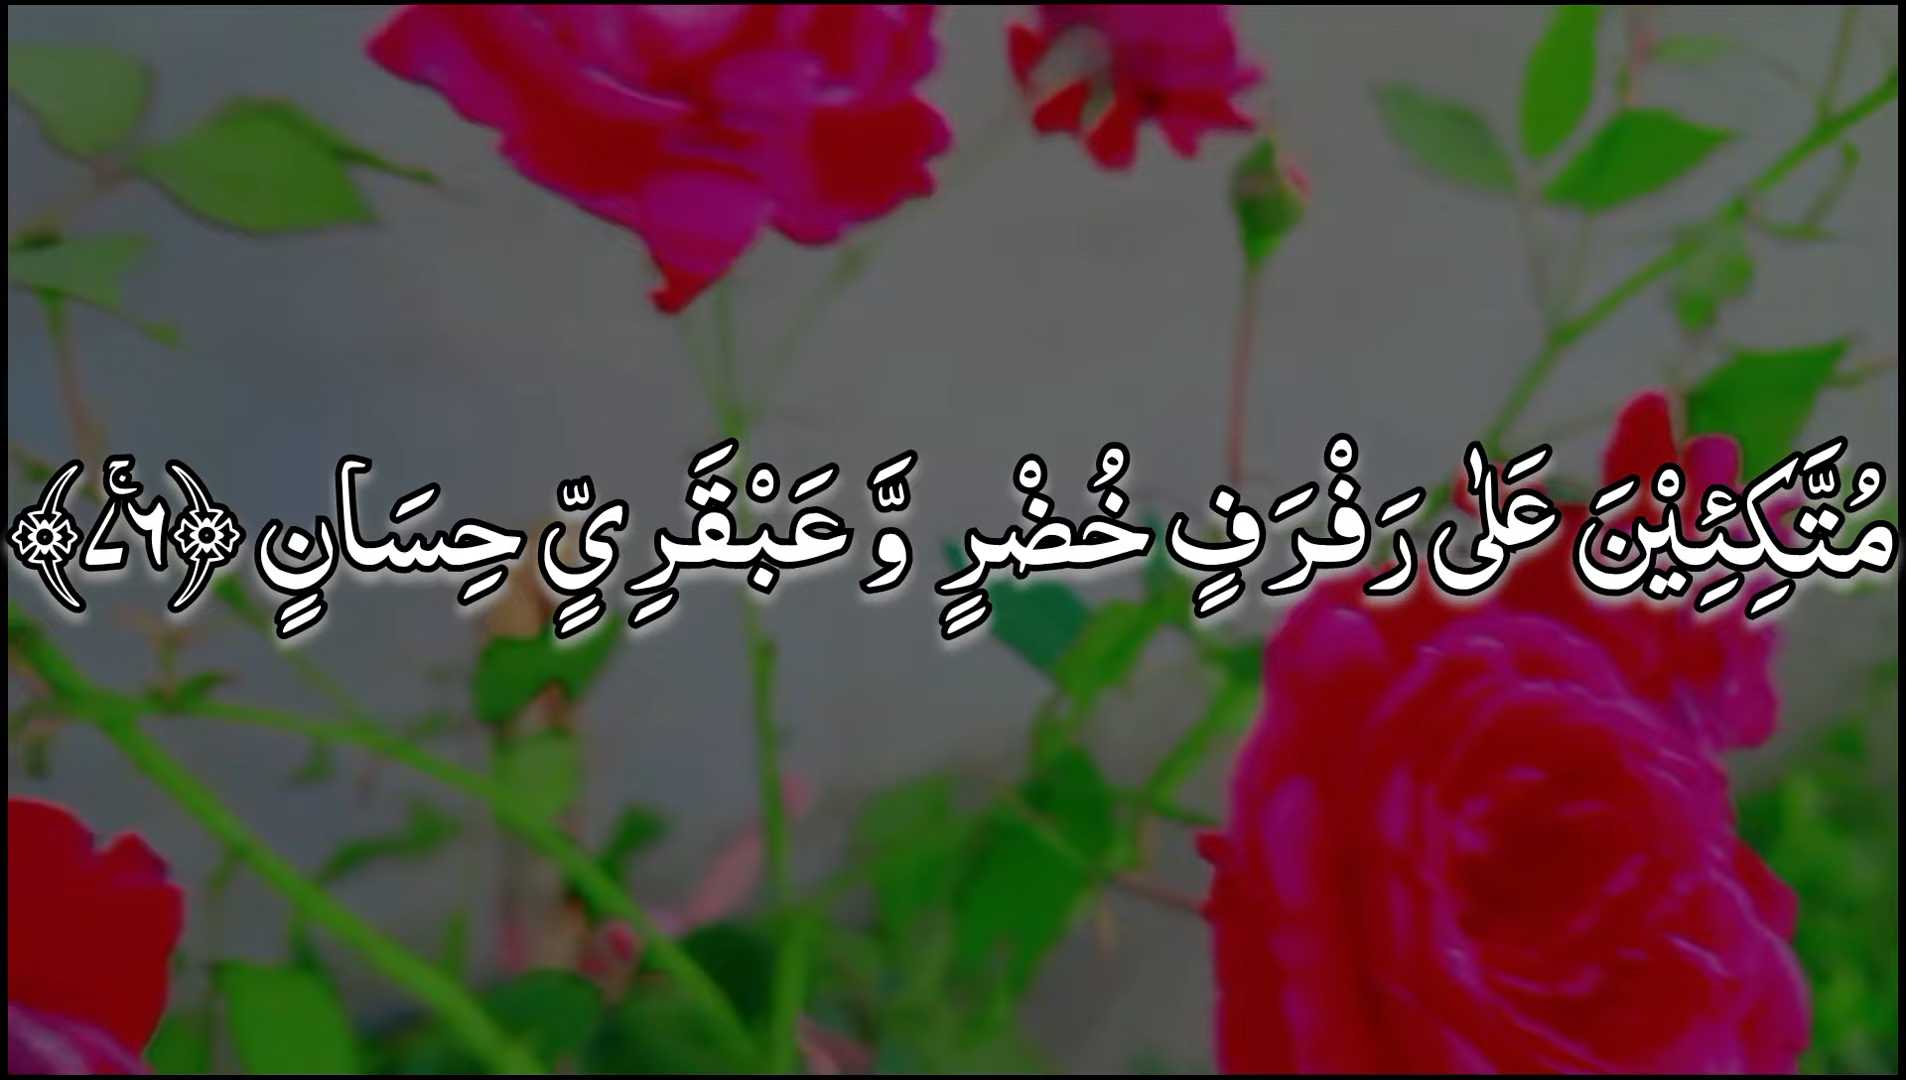 مُتَّكِئِيْنَ عَلٰى رَفْرَفٍ خُضْرٍ وَّ عَبْقَرِيٍّ حِسَانٍ ﴿ۚ۷۶﴾